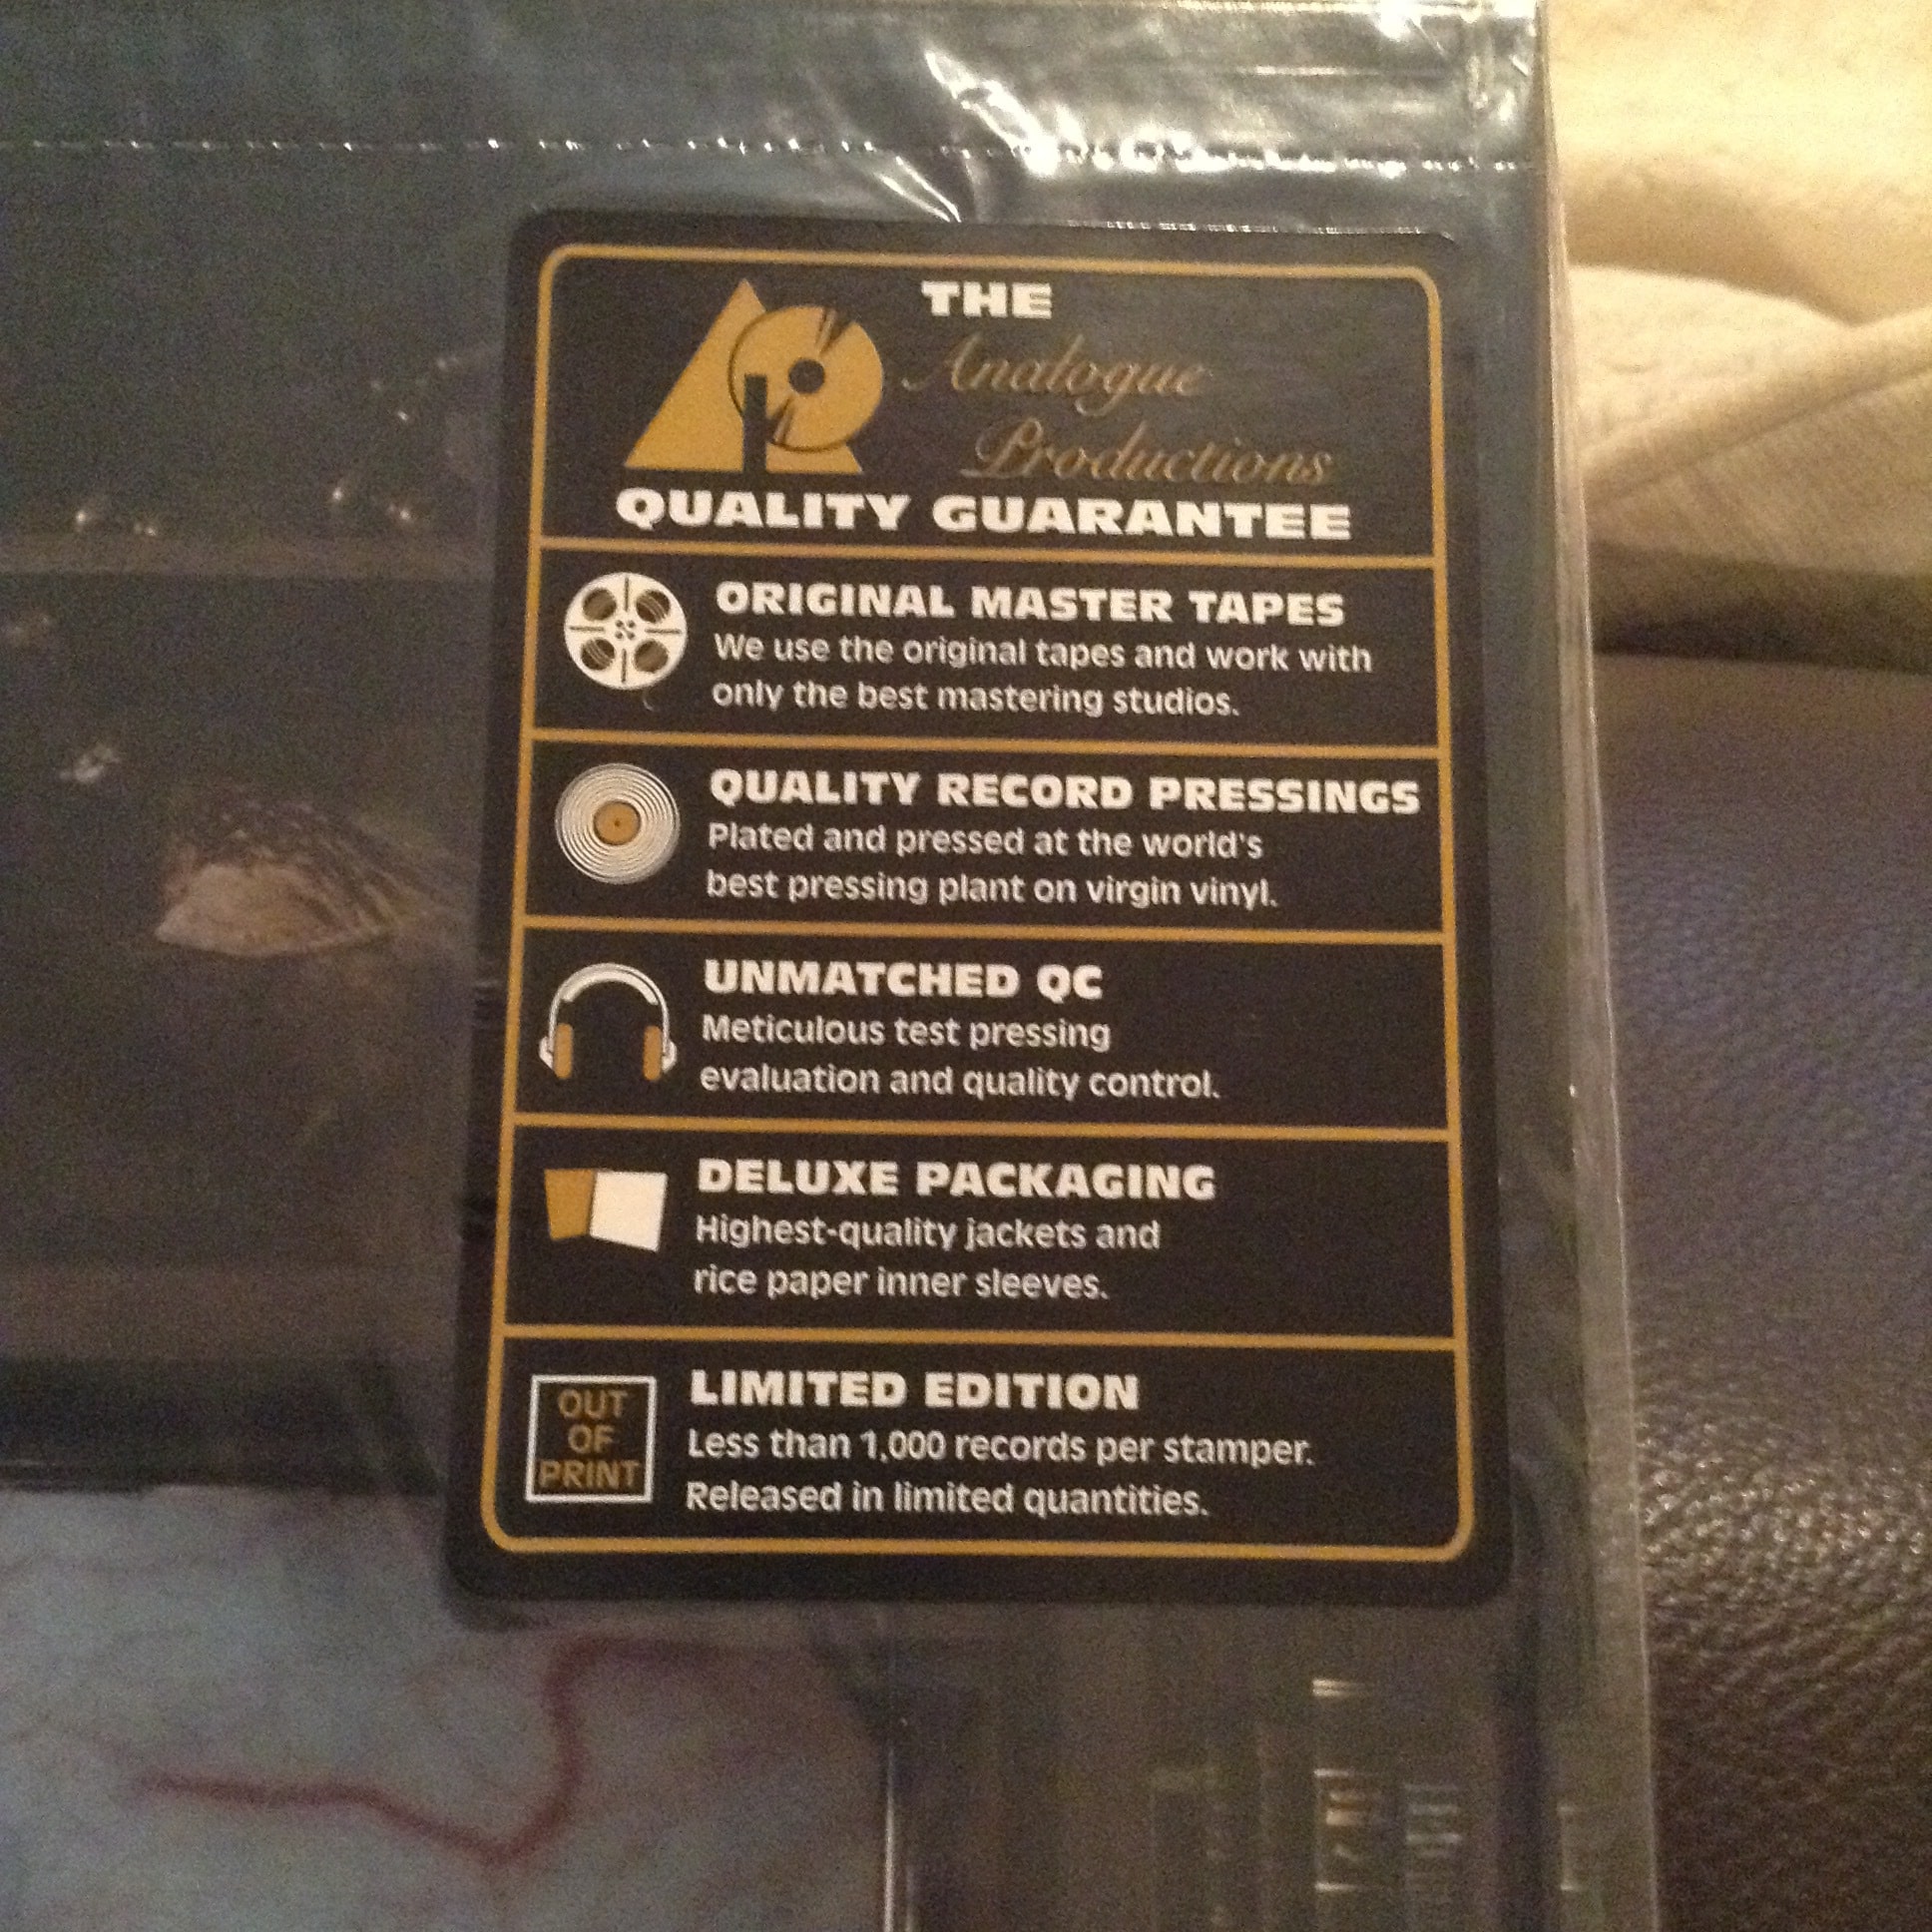 THE
Analogue
Productions
QUALITY GUARANTEE
ORIGINAL MASTER TAPES
We use the original tapes and work with
only the best mastering studios.
QUALITY RECORD PRESSINGS
Plated and pressed at the world's
best pressing plant on virgin vinyl.
UNMATCHED QC
Meticulous test pressing
evaluation and quality control.
DELUXE PACKAGING
Highest-quality jackets and
rice paper inner sleeves.
OUT
OF
PRINT
LIMITED EDITION
Less than 1,000 records per stamper.
Released in limited quantities.